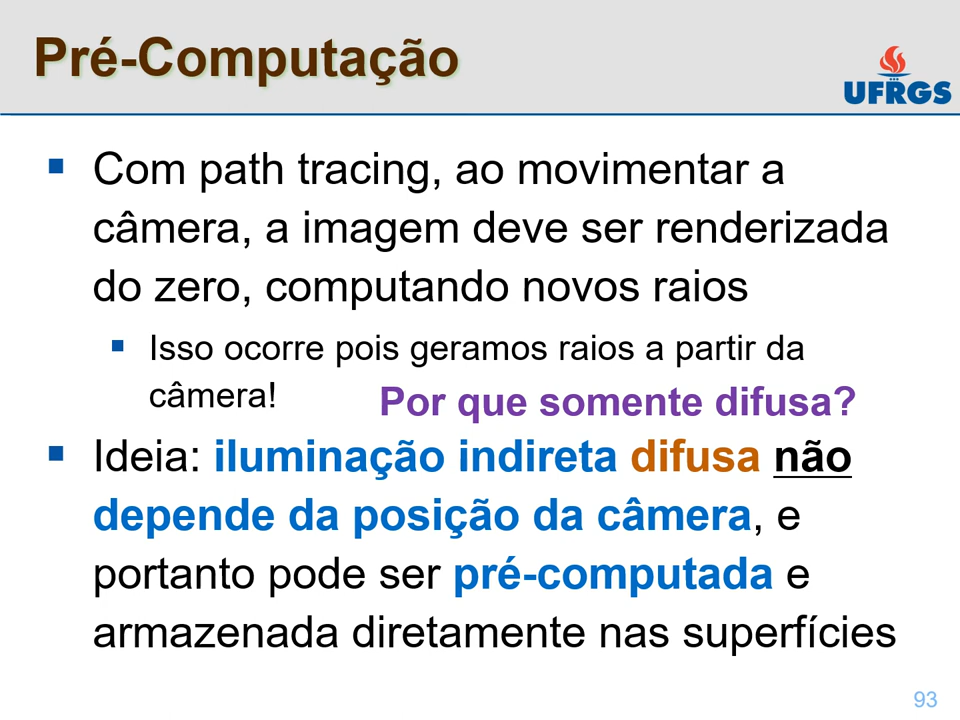 Pré-Computação
UFRGS
Com path tracing, ao movimentar a
câmera, a imagem deve ser renderizada
do zero, computando novos raios
Isso ocorre pois geramos raios a partir da
câmera!
Por que somente difusa?
Ideia: iluminação indireta difusa não
depende da posição da câmera, e
portanto pode ser pré-computada e
armazenada diretamente nas superfícies
93